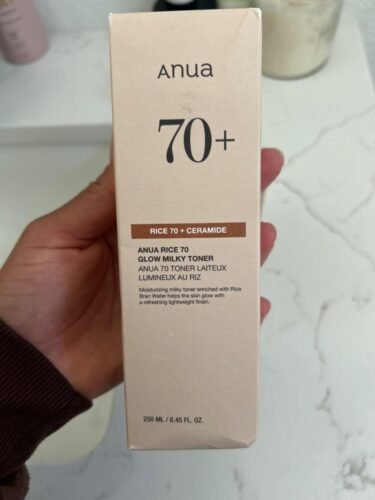 Anua
70+
RICE 70 + CERAMIDE
ANUA RICE 70
GLOW MILKY TONER
ANUA 70 TONER LAITEUX
LUMINEUX AU RIZ
Moisturizing milky toner enriched with Rice
Bran Water helps the skin glow with
a refreshing lightweight finish.
250 ML / 8.45 FL. OZ.